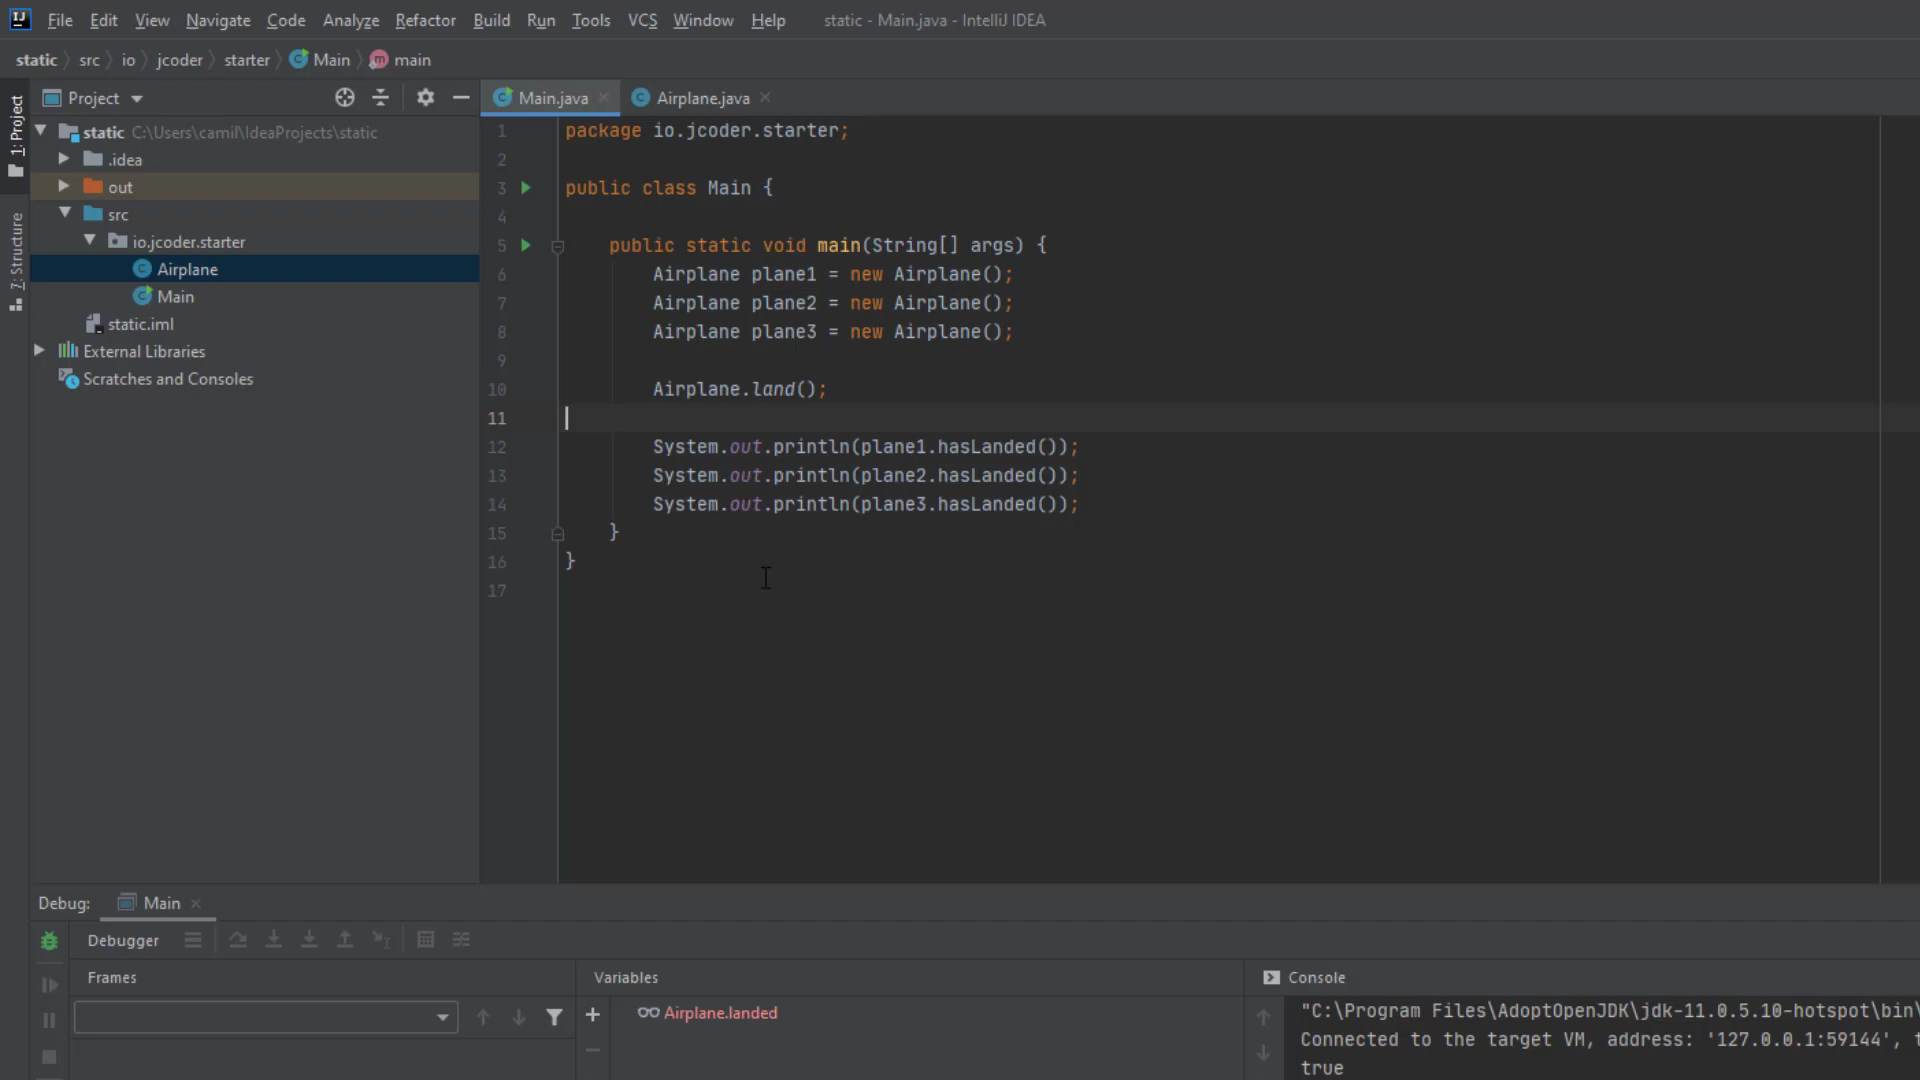 File Edit View Navigate Code Analyze Refactor Build Run Tools VCS Window Help static - Main.java - IntelliJ IDEA
static src io jcoder starter Main main
Project
Main.java Airplane.java
1: Project
7: Structure
static C:\Users\camil\IdeaProjects\static
.idea
out
src
io.jcoder.starter
Airplane
Main
static.iml
External Libraries
Scratches and Consoles
1 package io.jcoder.starter;
2
3 public class Main {
4
5 public static void main(String[] args) {
6 Airplane plane1 = new Airplane();
7 Airplane plane2 = new Airplane();
8 Airplane plane3 = new Airplane();
9
10 Airplane.land();
11
12 System.out.println(plane1.hasLanded());
13 System.out.println(plane2.hasLanded());
14 System.out.println(plane3.hasLanded());
15 }
16 }
17
Debug: Main
Debugger
Frames
Variables
Airplane.landed
Console
"C:\Program Files\AdoptOpenJDK\jdk-11.0.5.10-hotspot\bin\
Connected to the target VM, address: '127.0.0.1:59144', t
true